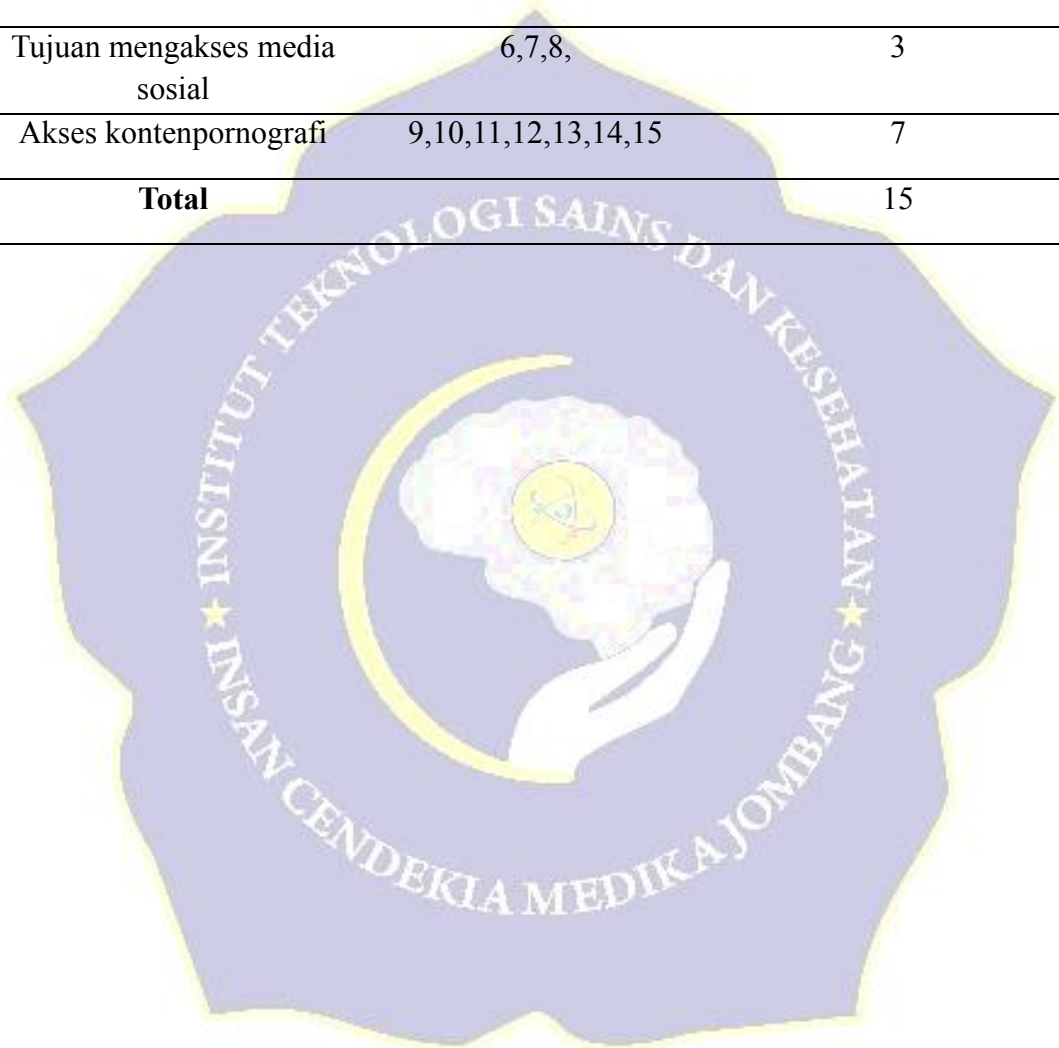 Tujuan mengakses media 6,7,8, 3
sosial
Akses kontenpornografi 9,10,11,12,13,14,15 7
Total 15
INSTITUT TEKNOLOGI SAINS DAN KESEHATAN
INSAN CENDEKIA MEDIKA JOMBANG